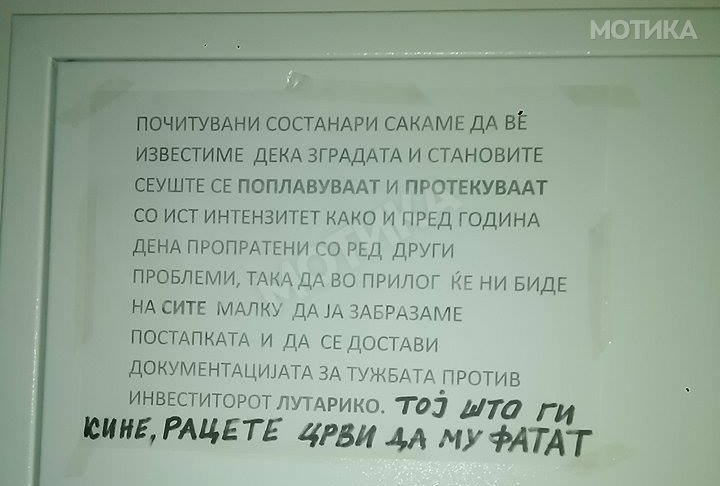 МОТИКА
ПОЧИТУВАНИ СОСТАНАРИ САКАМЕ ДА ВЕ
ИЗВЕСТИМЕ ДЕКА ЗГРАДАТА И СТАНОВИТЕ
СЕУШТЕ СЕ ПОПЛАВУВААТ И ПРОТЕКУВААТ
СО ИСТ ИНТЕНЗИТЕТ КАКО И ПРЕД ГОДИНА
ДЕНА ПРОПРАТЕНИ СО РЕД ДРУГИ
ПРОБЛЕМИ, ТАКА ДА ВО ПРИЛОГ ЌЕ НИ БИДЕ
НА СИТЕ МАЛКУ ДА ЈА ЗАБРАЗАМЕ
ПОСТАПКАТА И ДА СЕ ДОСТАВИ
ДОКУМЕНТАЦИЈАТА ЗА ТУЖБАТА ПРОТИВ
ИНВЕСТИТОРОТ ЛУТАРИКО. ТОЈ ШТО ГИ
КИНЕ, РАЦЕТЕ ЦРВИ ДА МУ ФАТАТ
МОТИКА